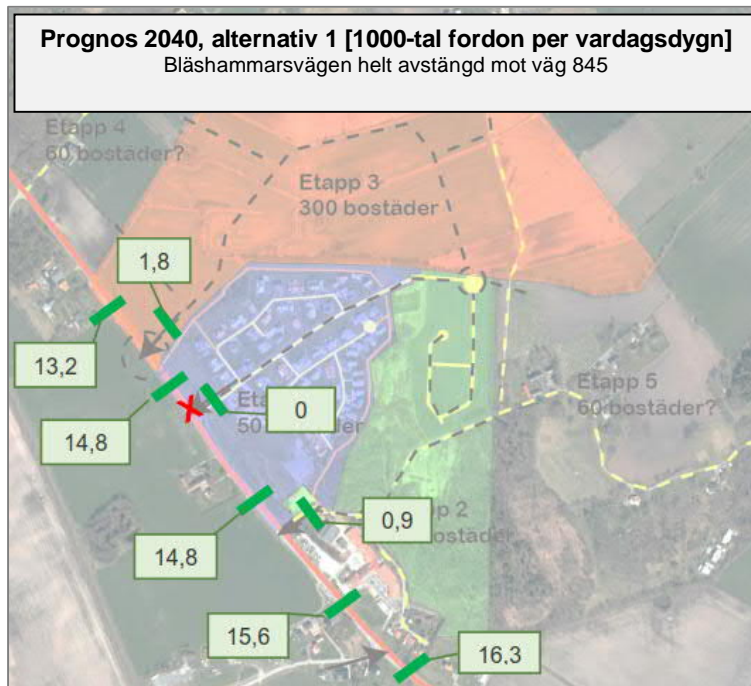 Prognos 2040, alternativ 1 [1000-tal fordon per vardagsdygn]
Bläshammarsvägen helt avstängd mot väg 845
Etapp 4
60 bostäder?
Etapp 3
300 bostäder
1,8
13,2
0
14,8
Etapp 5
60 bostäder?
0,9
14,8
15,6
16,3